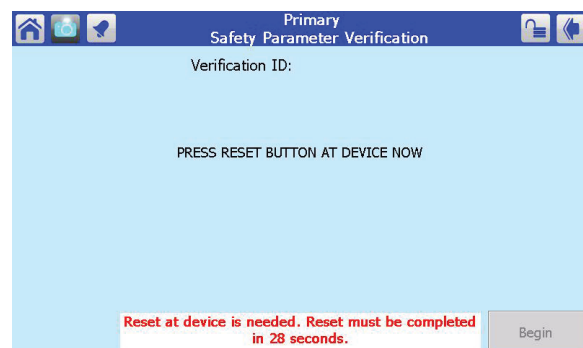 Primary
Safety Parameter Verification
Verification ID:
PRESS RESET BUTTON AT DEVICE NOW
Reset at device is needed. Reset must be completed
in 28 seconds.
Begin